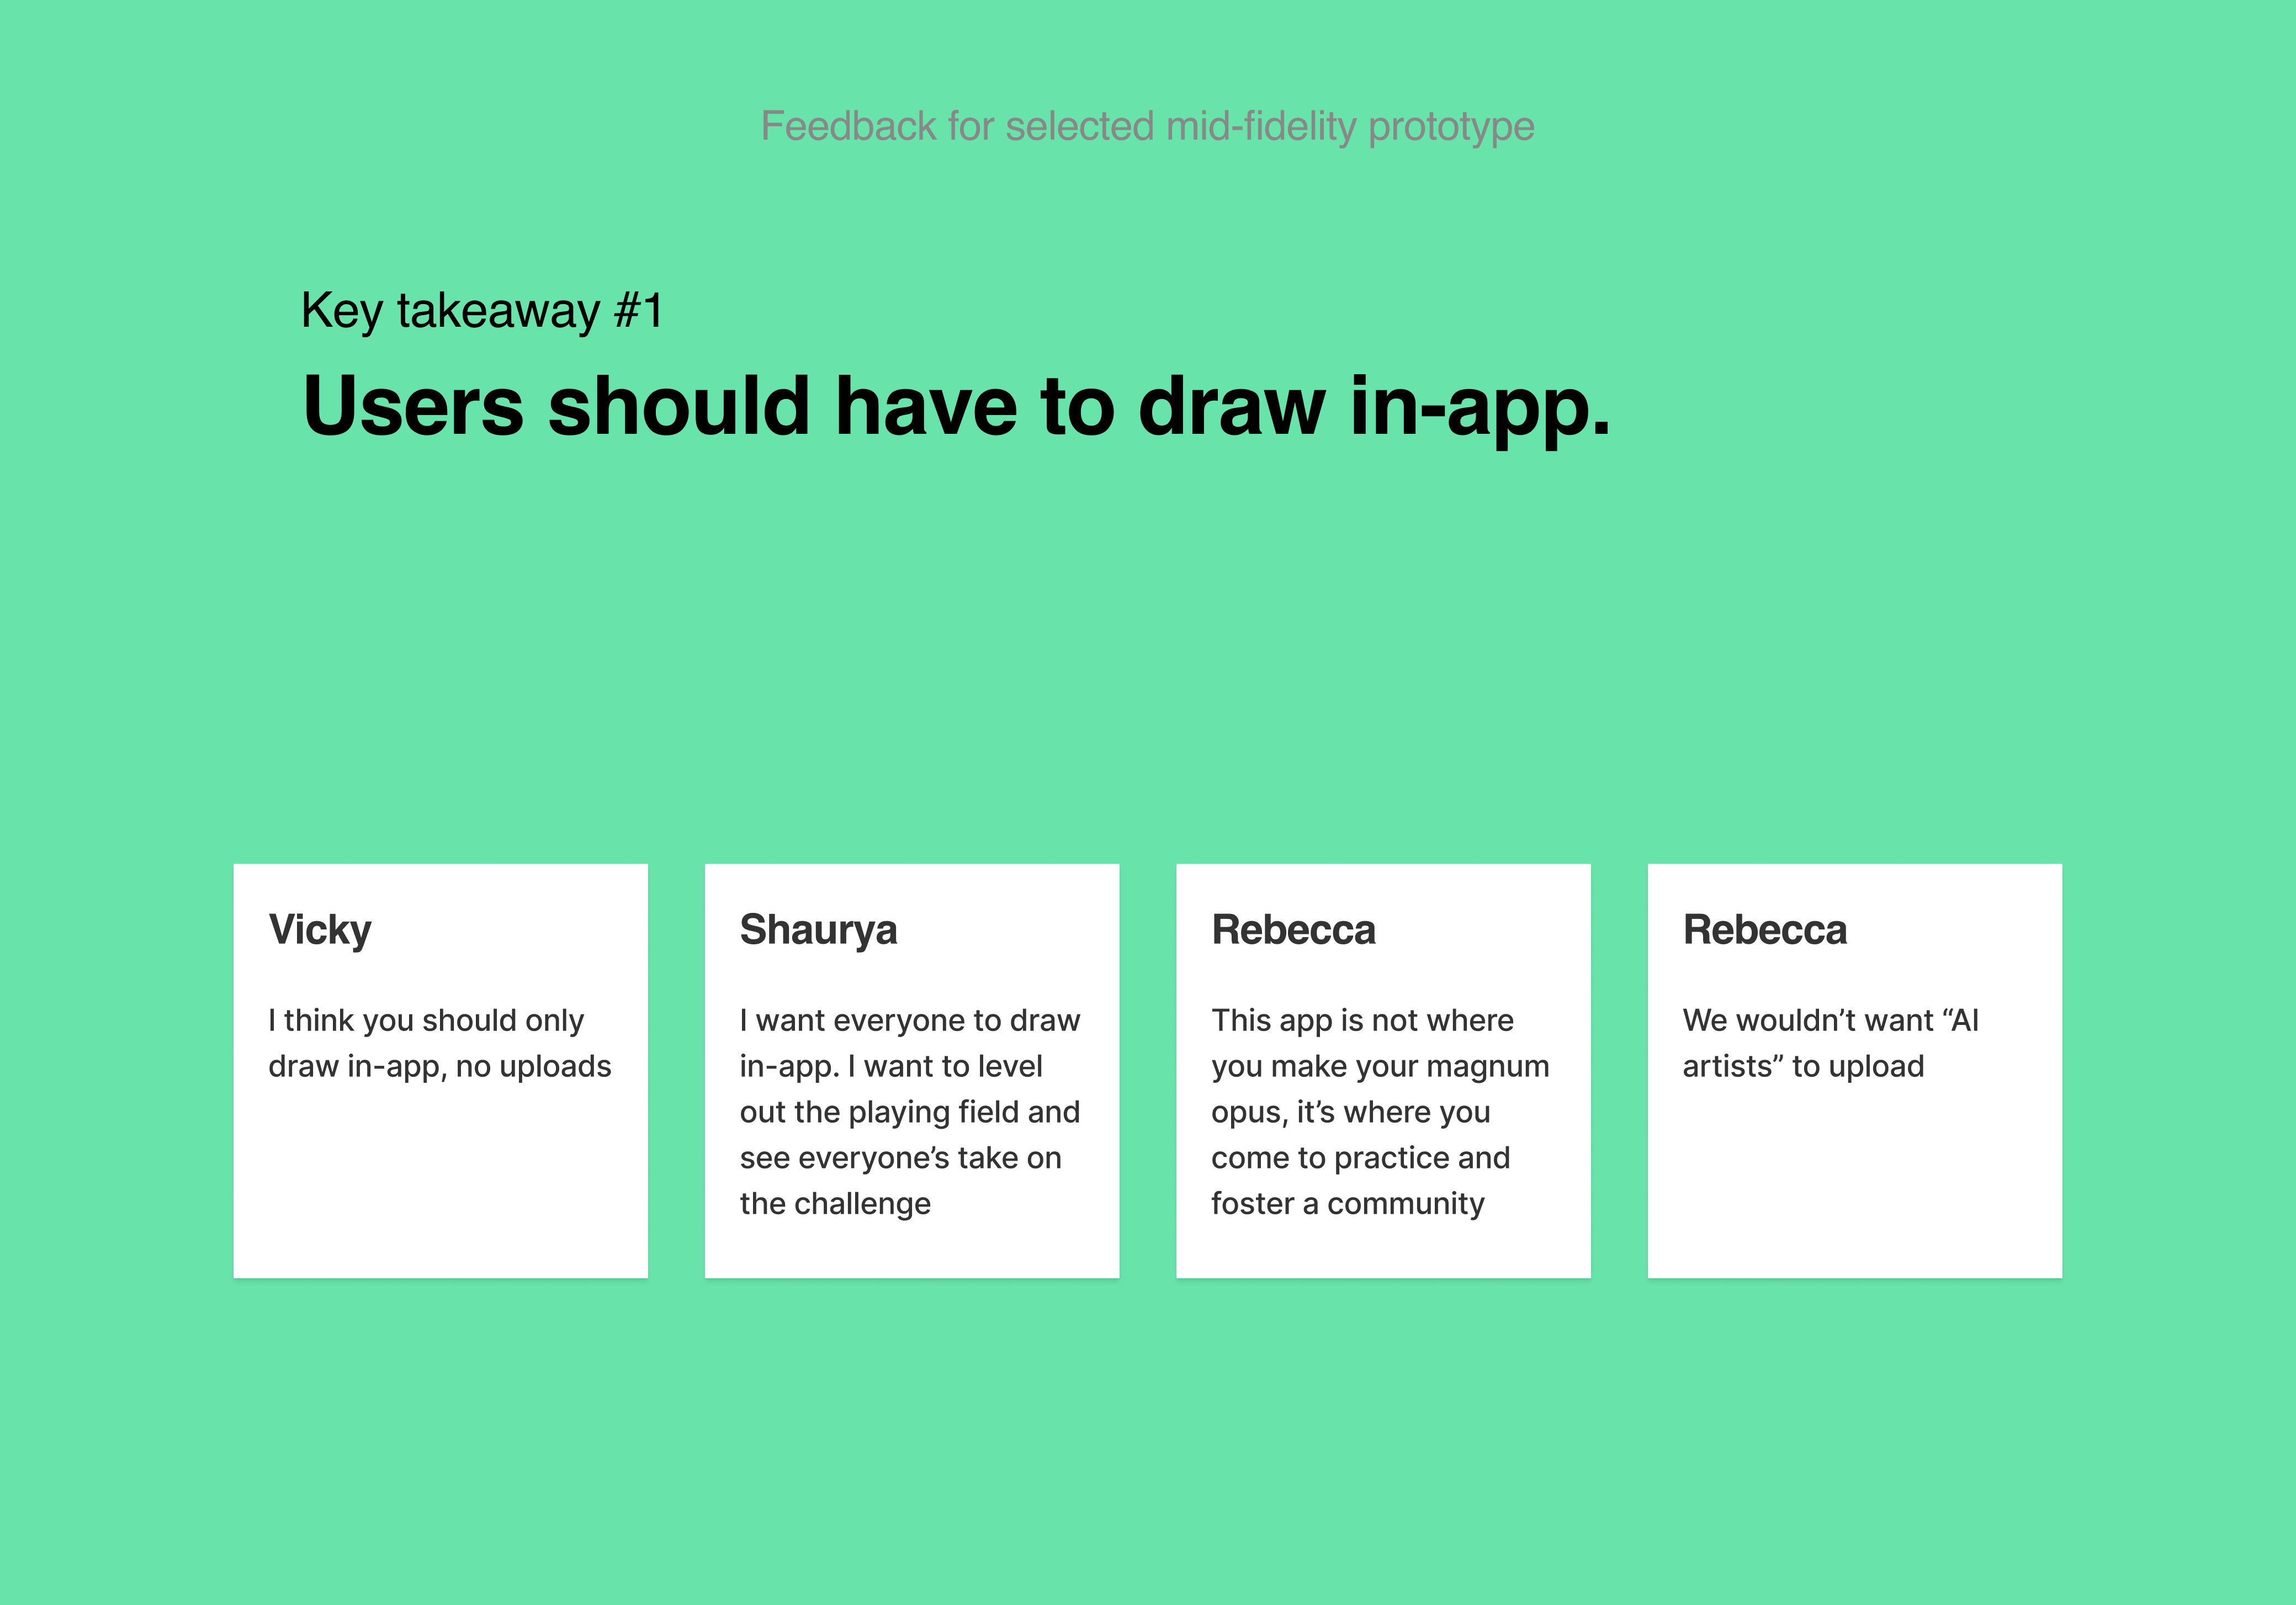 Feedback for selected mid-fidelity prototype
Key takeaway #1
Users should have to draw in-app.
Vicky
I think you should only
draw in-app, no uploads
Shaurya
I want everyone to draw
in-app. I want to level
out the playing field and
see everyone’s take on
the challenge
Rebecca
This app is not where
you make your magnum
opus, it’s where you
come to practice and
foster a community
Rebecca
We wouldn’t want “AI
artists” to upload